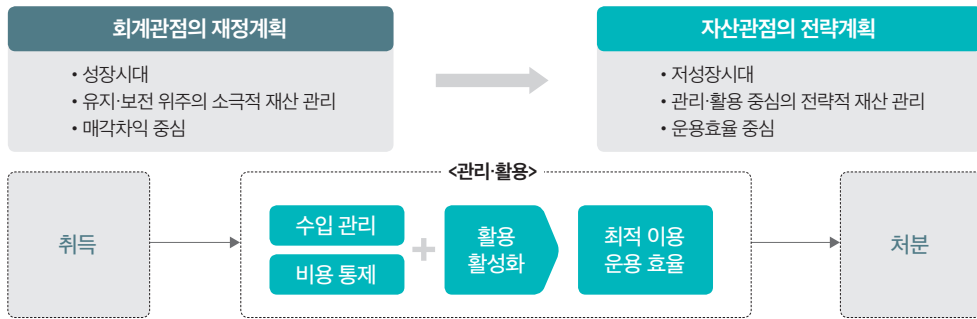 회계관점의 재정계획
• 성장시대
• 유지·보전 위주의 소극적 재산 관리
• 매각차익 중심
자산관점의 전략계획
• 저성장시대
• 관리·활용 중심의 전략적 재산 관리
• 운용효율 중심
<관리·활용>
취득
수입 관리
비용 통제
+
활용
활성화
최적 이용
운용 효율
처분